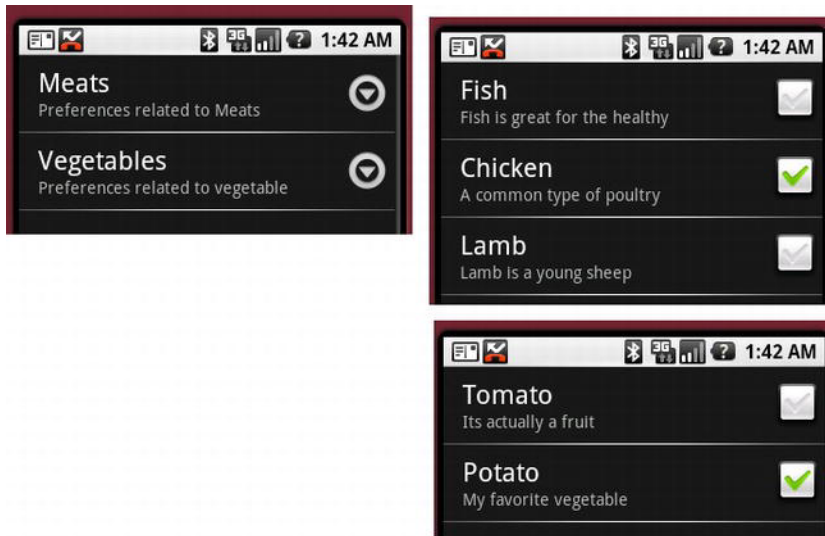 1:42 AM
Meats
Preferences related to Meats
Vegetables
Preferences related to vegetable
3G
1:42 AM
Fish
Fish is great for the healthy
Chicken
A common type of poultry
Lamb
Lamb is a young sheep
3G
1:42 AM
Tomato
Its actually a fruit
Potato
My favorite vegetable